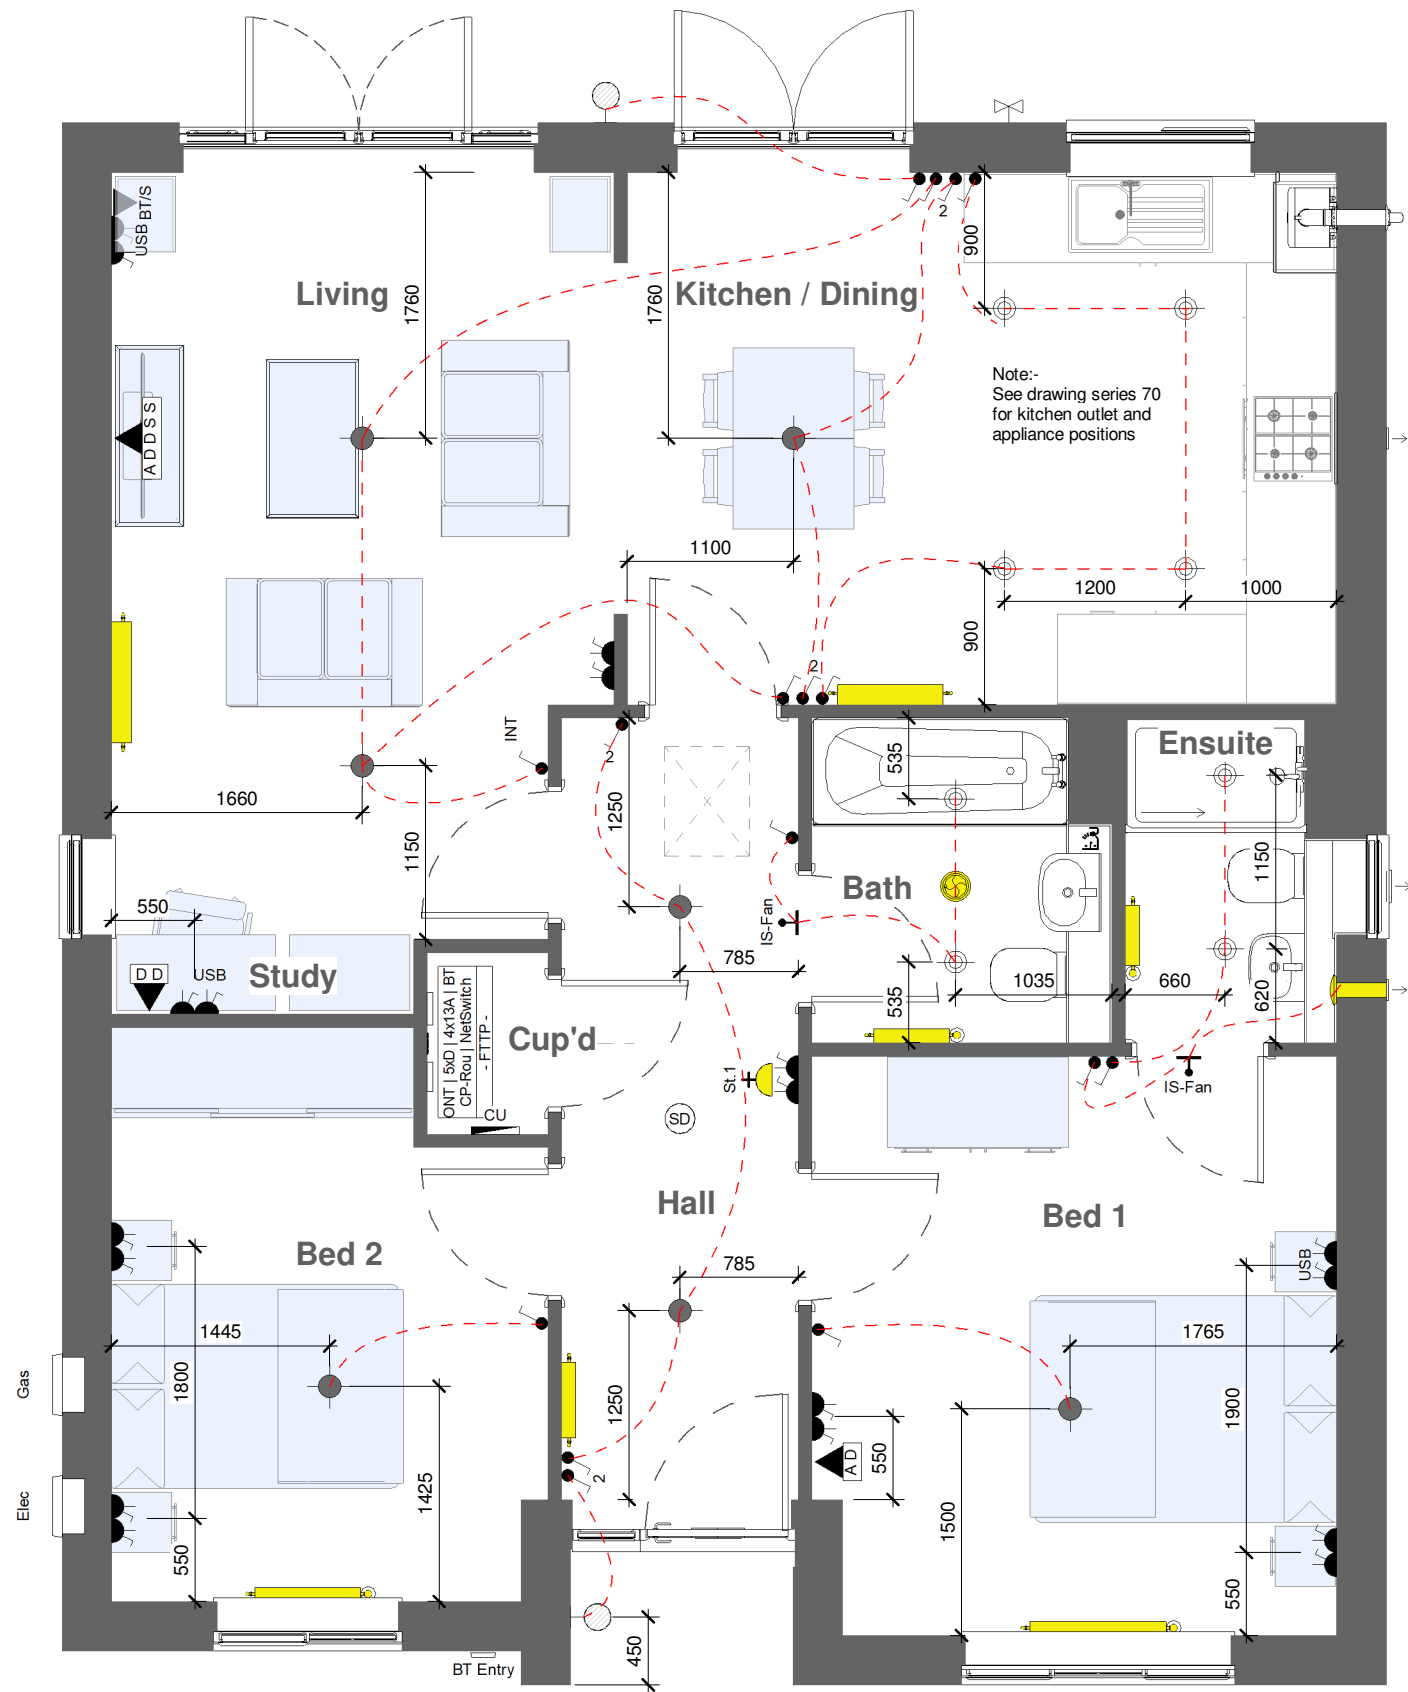 USB BT/S
2
900
Living
1760
Kitchen / Dining
1760
Note:-
See drawing series 70
for kitchen outlet and
appliance positions
A D D S S
1100
1200
1000
900
2
INT
2
535
Ensuite
1660
1250
1150
1150
Bath
550
IS-Fan
D D
USB
Study
785
535
1035
660
620
ONT | 5xD | 4x13A | BT
CP-Rou | NetSwitch
- FTTP -
Cup'd
CU
St.1
SD
IS-Fan
Hall
Bed 1
Bed 2
785
USB
1445
1765
Gas
1800
1250
1900
1425
A D
550
Elec
2
1500
550
550
450
BT Entry